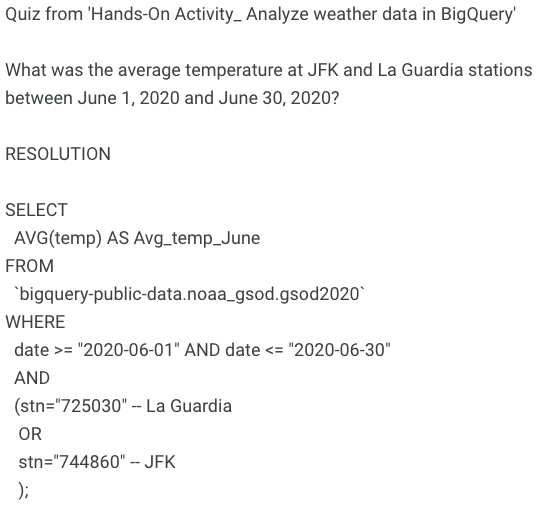 Quiz from 'Hands-On Activity_ Analyze weather data in BigQuery'
What was the average temperature at JFK and La Guardia stations
between June 1, 2020 and June 30, 2020?
RESOLUTION
SELECT
AVG(temp) AS Avg_temp_June
FROM
`bigquery-public-data.noaa_gsod.gsod2020`
WHERE
date >= "2020-06-01" AND date <= "2020-06-30"
AND
(stn="725030" -- La Guardia
OR
stn="744860" -- JFK
);